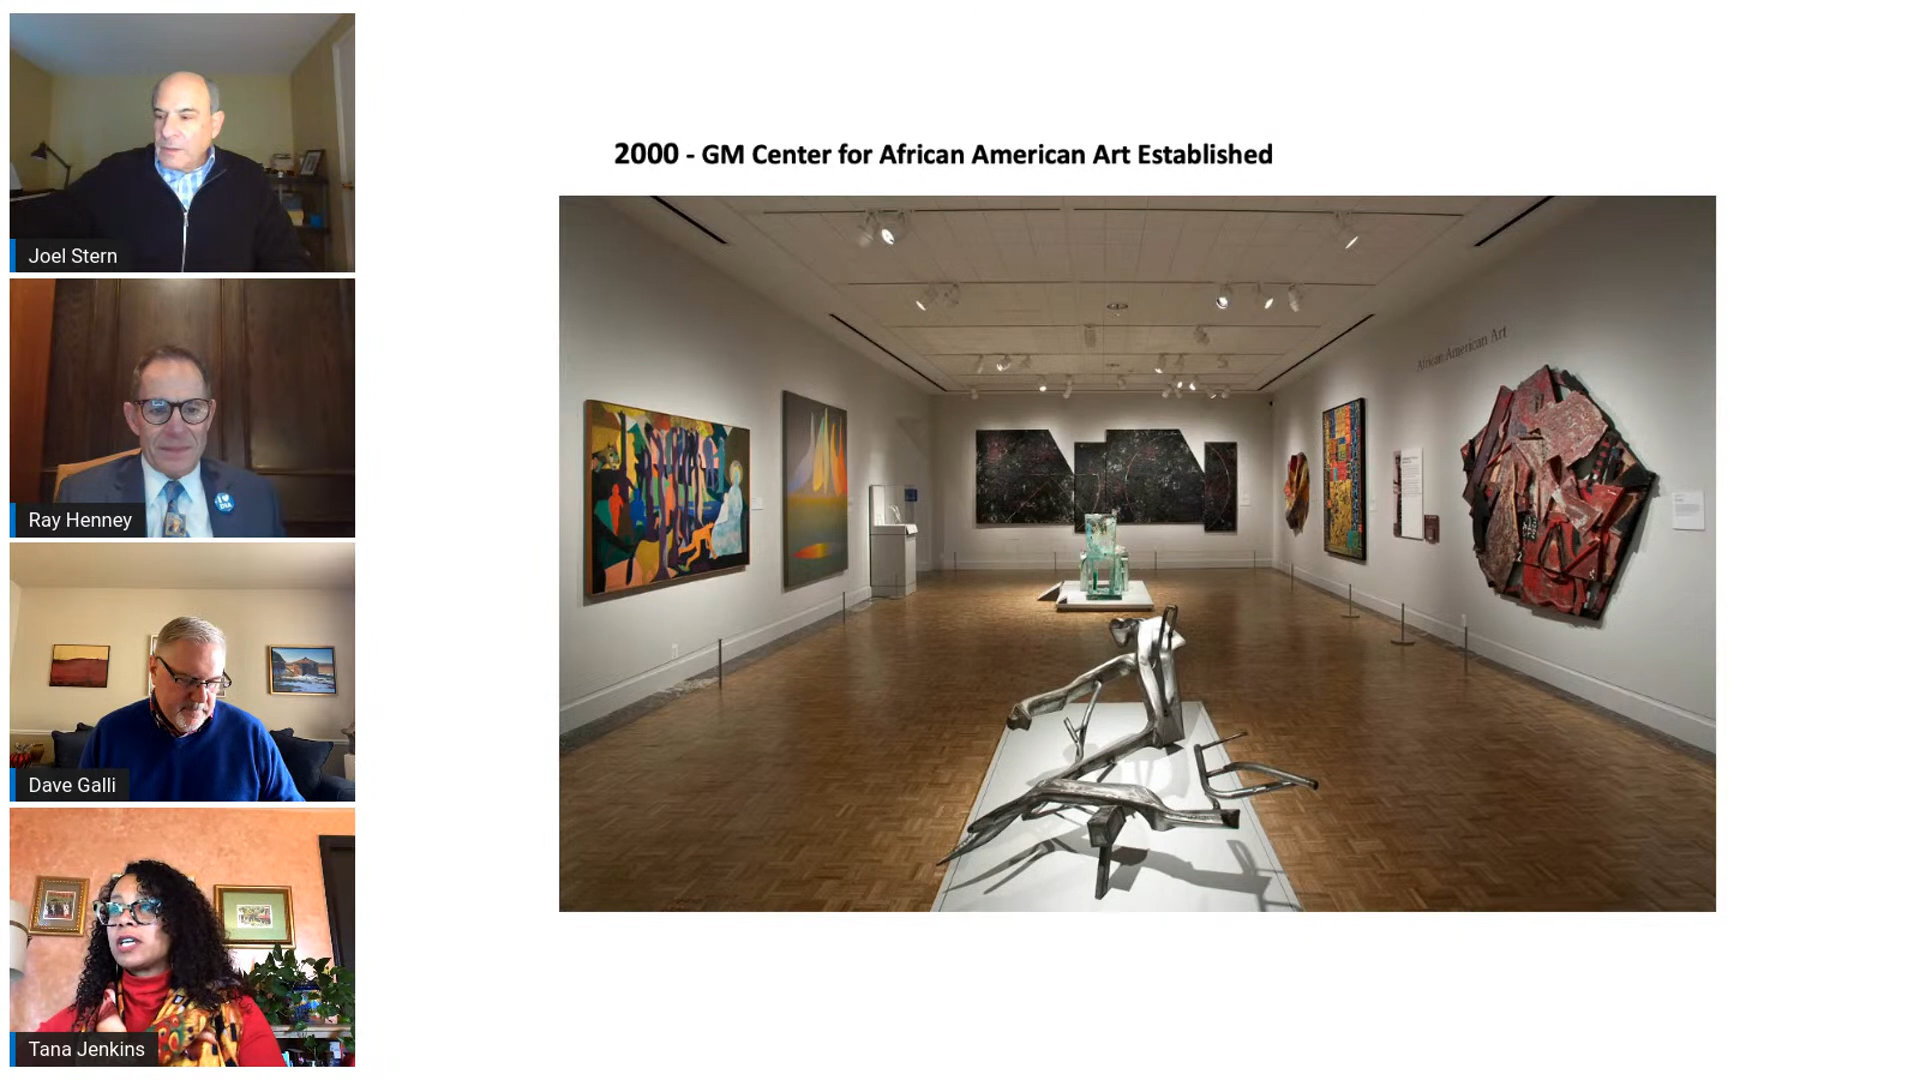 2000 - GM Center for African American Art Established
African American Art
Joel Stern
I ♥
DIA
Ray Henney
Dave Galli
Tana Jenkins